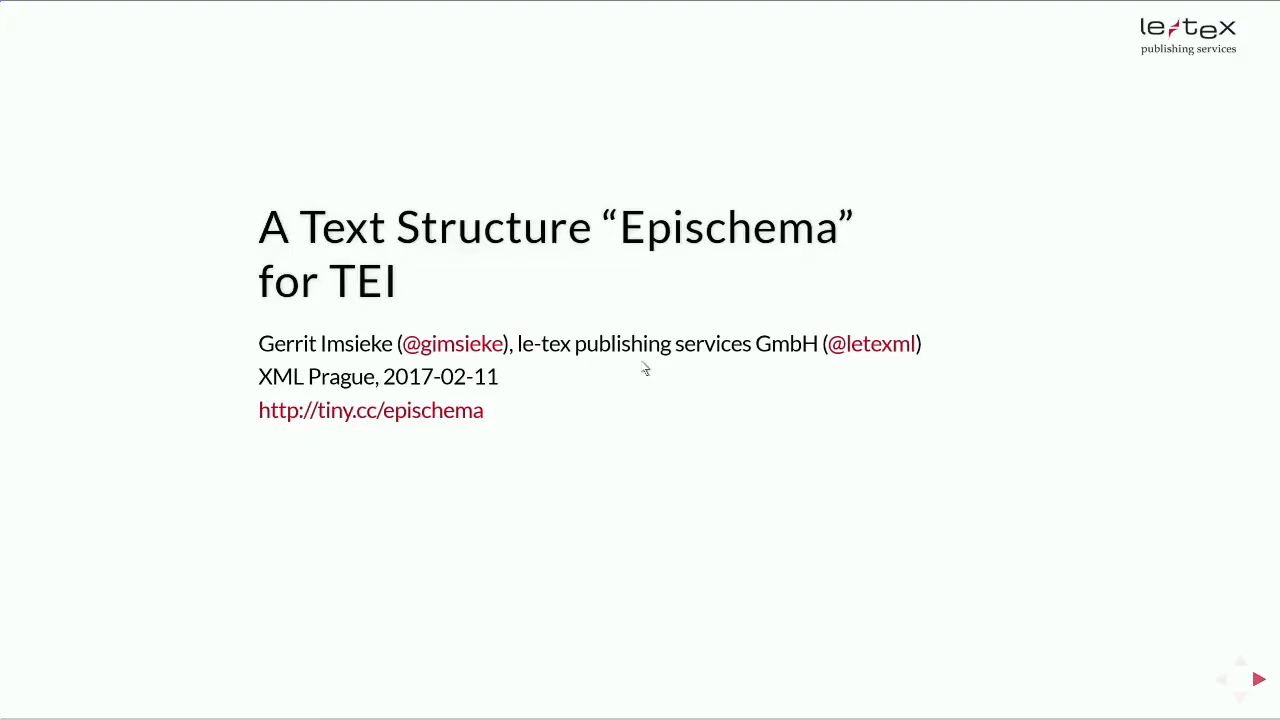 le-tex
publishing services
A Text Structure “Epischema”
for TEI
Gerrit Imsieke (@gimsieke), le-tex publishing services GmbH (@letexml)
XML Prague, 2017-02-11
http://tiny.cc/epischema